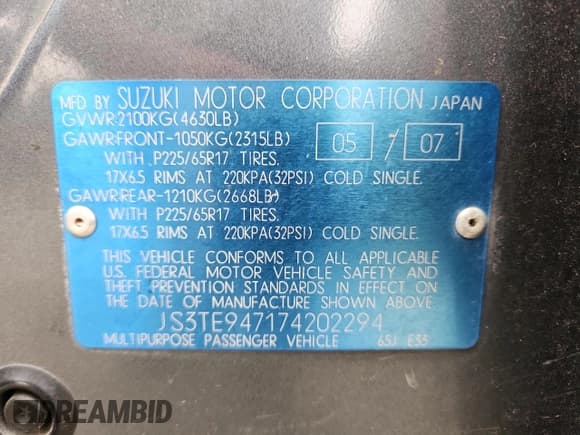 MFD BY SUZUKI MOTOR CORPORATION JAPAN
GVWR:2100KG(4630LB)
GAWR:FRONT-1050KG(2315LB) 05 / 07
WITH P225/65R17 TIRES.
17X6.5 RIMS AT 220KPA(32PSI) COLD SINGLE.
GAWR:REAR-1210KG(2668LB)
WITH P225/65R17 TIRES.
17X6.5 RIMS AT 220KPA(32PSI) COLD SINGLE.
THIS VEHICLE CONFORMS TO ALL APPLICABLE
U.S. FEDERAL MOTOR VEHICLE SAFETY AND
THEFT PREVENTION STANDARDS IN EFFECT ON
THE DATE OF MANUFACTURE SHOWN ABOVE
JS3TE947174202294
MULTIPURPOSE PASSENGER VEHICLE 65J E33
DREAMBID